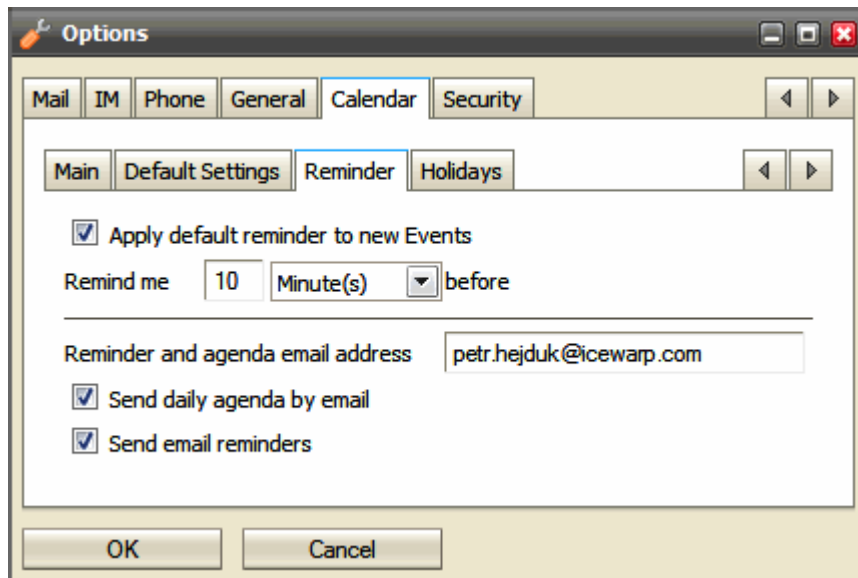 Options
Mail IM Phone General Calendar Security
Main Default Settings Reminder Holidays
Apply default reminder to new Events
Remind me 10 Minute(s) before
Reminder and agenda email address petr.hejduk@icewarp.com
Send daily agenda by email
Send email reminders
OK Cancel